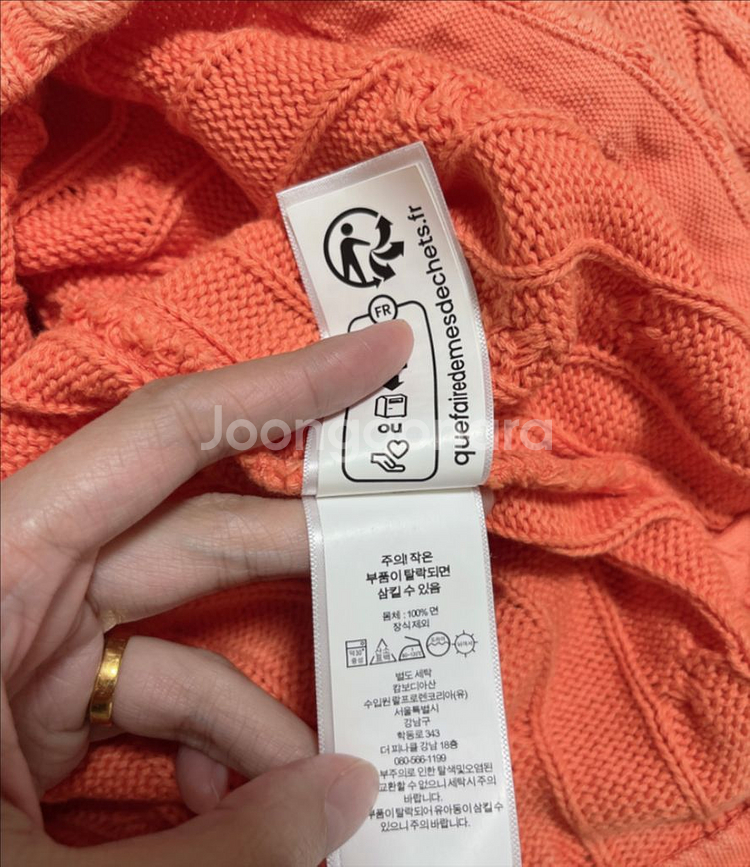 quefairedemesdechets.fr
FR
OU
Joonggonara
주의! 작은
부품이 탈락되면
삼킬 수 있음
몸체 : 100% 면
장식 제외
별도 세탁
캄보디아산
수입원 랄프로렌코리아(유)
서울특별시
강남구
학동로 343
더 피나클 강남 18층
080-566-1199
부주의로 인한 탈색및오염된
교환할 수 없으니 세탁시 주의
바랍니다.
부품이 탈락되어 유아동이 삼킬 수
있으니 주의 바랍니다.